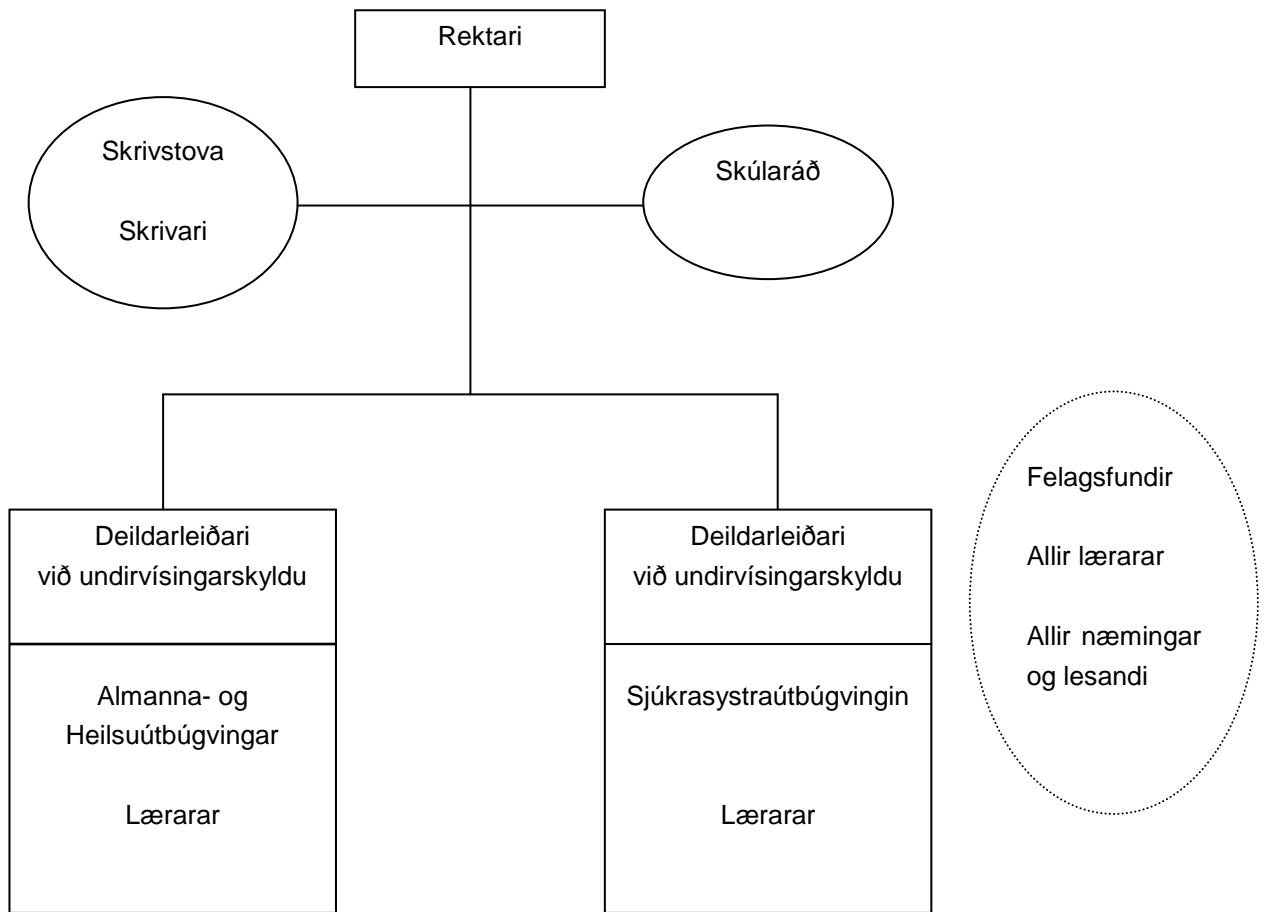 Rektari
Skrivstova
Skrivari
Skúlaráð
Deildarleiðari
við undirvísingarskyldu
Almanna- og
Heilsuútbúgvingar
Lærarar
Deildarleiðari
við undirvísingarskyldu
Sjúkrasystraútbúgvingin
Lærarar
Felagsfundir
Allir lærarar
Allir næmingar
og lesandi